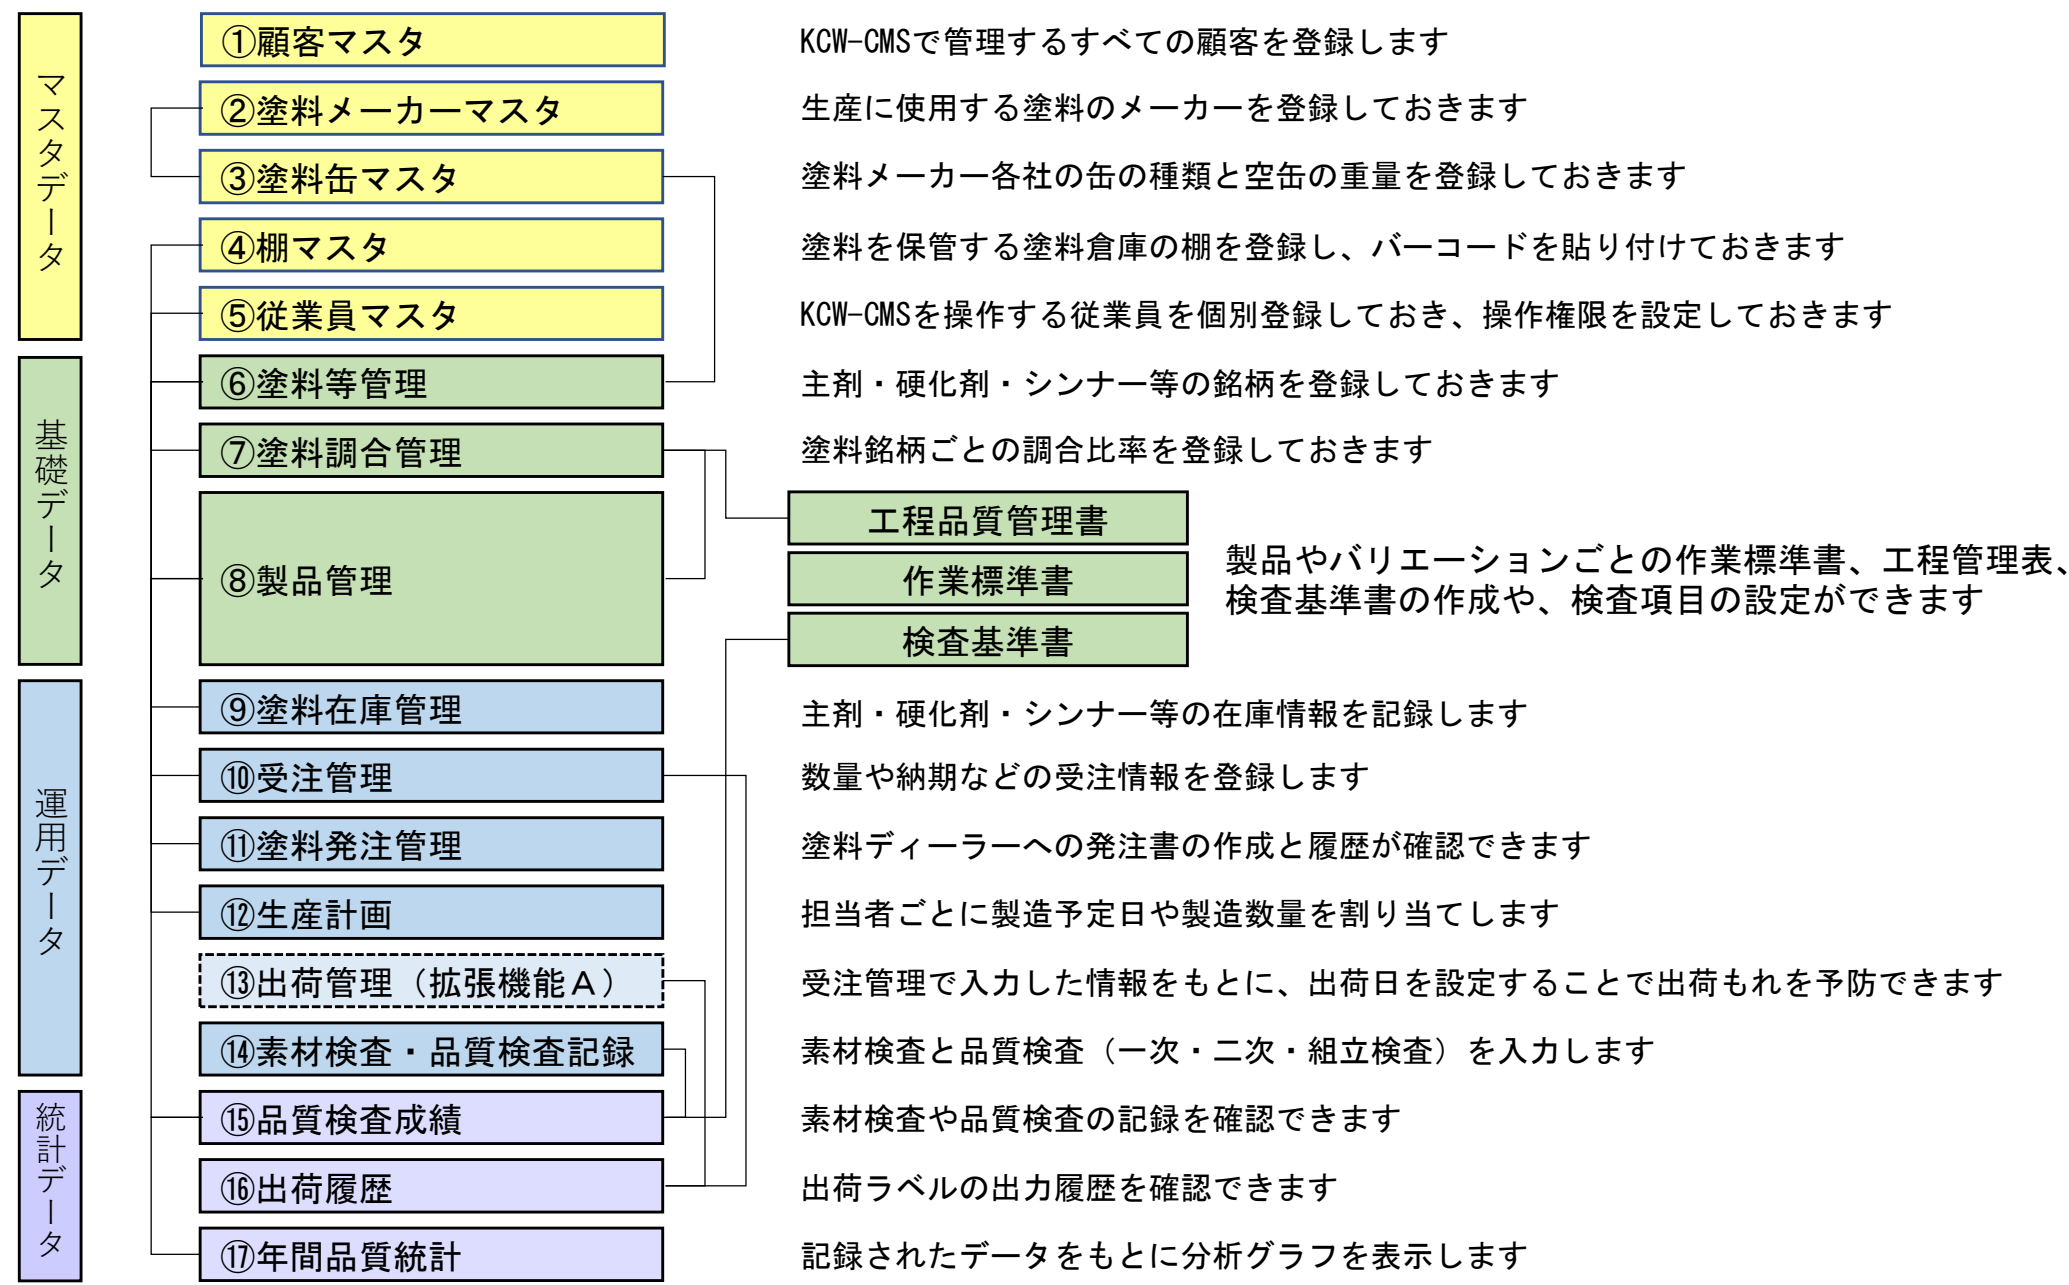 マスタデータ
①顧客マスタ
KCW-CMSで管理するすべての顧客を登録します
②塗料メーカーマスタ
生産に使用する塗料のメーカーを登録しておきます
③塗料缶マスタ
塗料メーカー各社の缶の種類と空缶の重量を登録しておきます
④棚マスタ
塗料を保管する塗料倉庫の棚を登録し、バーコードを貼り付けておきます
⑤従業員マスタ
KCW-CMSを操作する従業員を個別登録しておき、操作権限を設定しておきます
基礎データ
⑥塗料等管理
主剤・硬化剤・シンナー等の銘柄を登録しておきます
⑦塗料調合管理
塗料銘柄ごとの調合比率を登録しておきます
⑧製品管理
工程品質管理書
作業標準書
検査基準書
製品やバリエーションごとの作業標準書、工程管理表、
検査基準書の作成や、検査項目の設定ができます
運用データ
⑨塗料在庫管理
主剤・硬化剤・シンナー等の在庫情報を記録します
⑩受注管理
数量や納期などの受注情報を登録します
⑪塗料発注管理
塗料ディーラーへの発注書の作成と履歴が確認できます
⑫生産計画
担当者ごとに製造予定日や製造数量を割り当てします
⑬出荷管理（拡張機能Ａ）
受注管理で入力した情報をもとに、出荷日を設定することで出荷もれを予防できます
⑭素材検査・品質検査記録
素材検査と品質検査（一次・二次・組立検査）を入力します
統計データ
⑮品質検査成績
素材検査や品質検査の記録を確認できます
⑯出荷履歴
出荷ラベルの出力履歴を確認できます
⑰年間品質統計
記録されたデータをもとに分析グラフを表示します